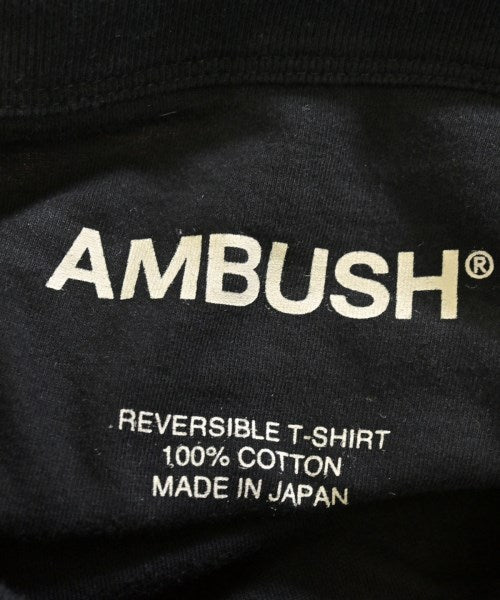 AMBUSH®
REVERSIBLE T-SHIRT
100% COTTON
MADE IN JAPAN